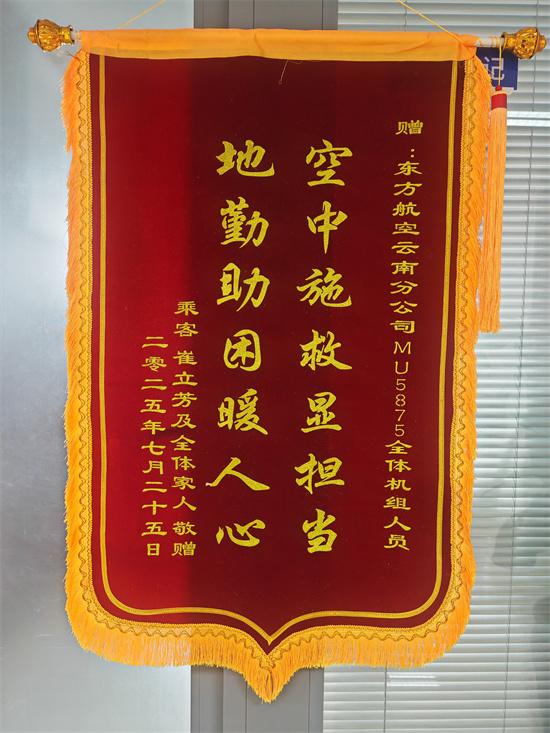 赠：东方航空云南分公司MU5875全体机组人员
空中施救显担当
地勤助困暖人心
乘客 崔立芳及全体家人 敬赠
二零二五年七月二十五日
记